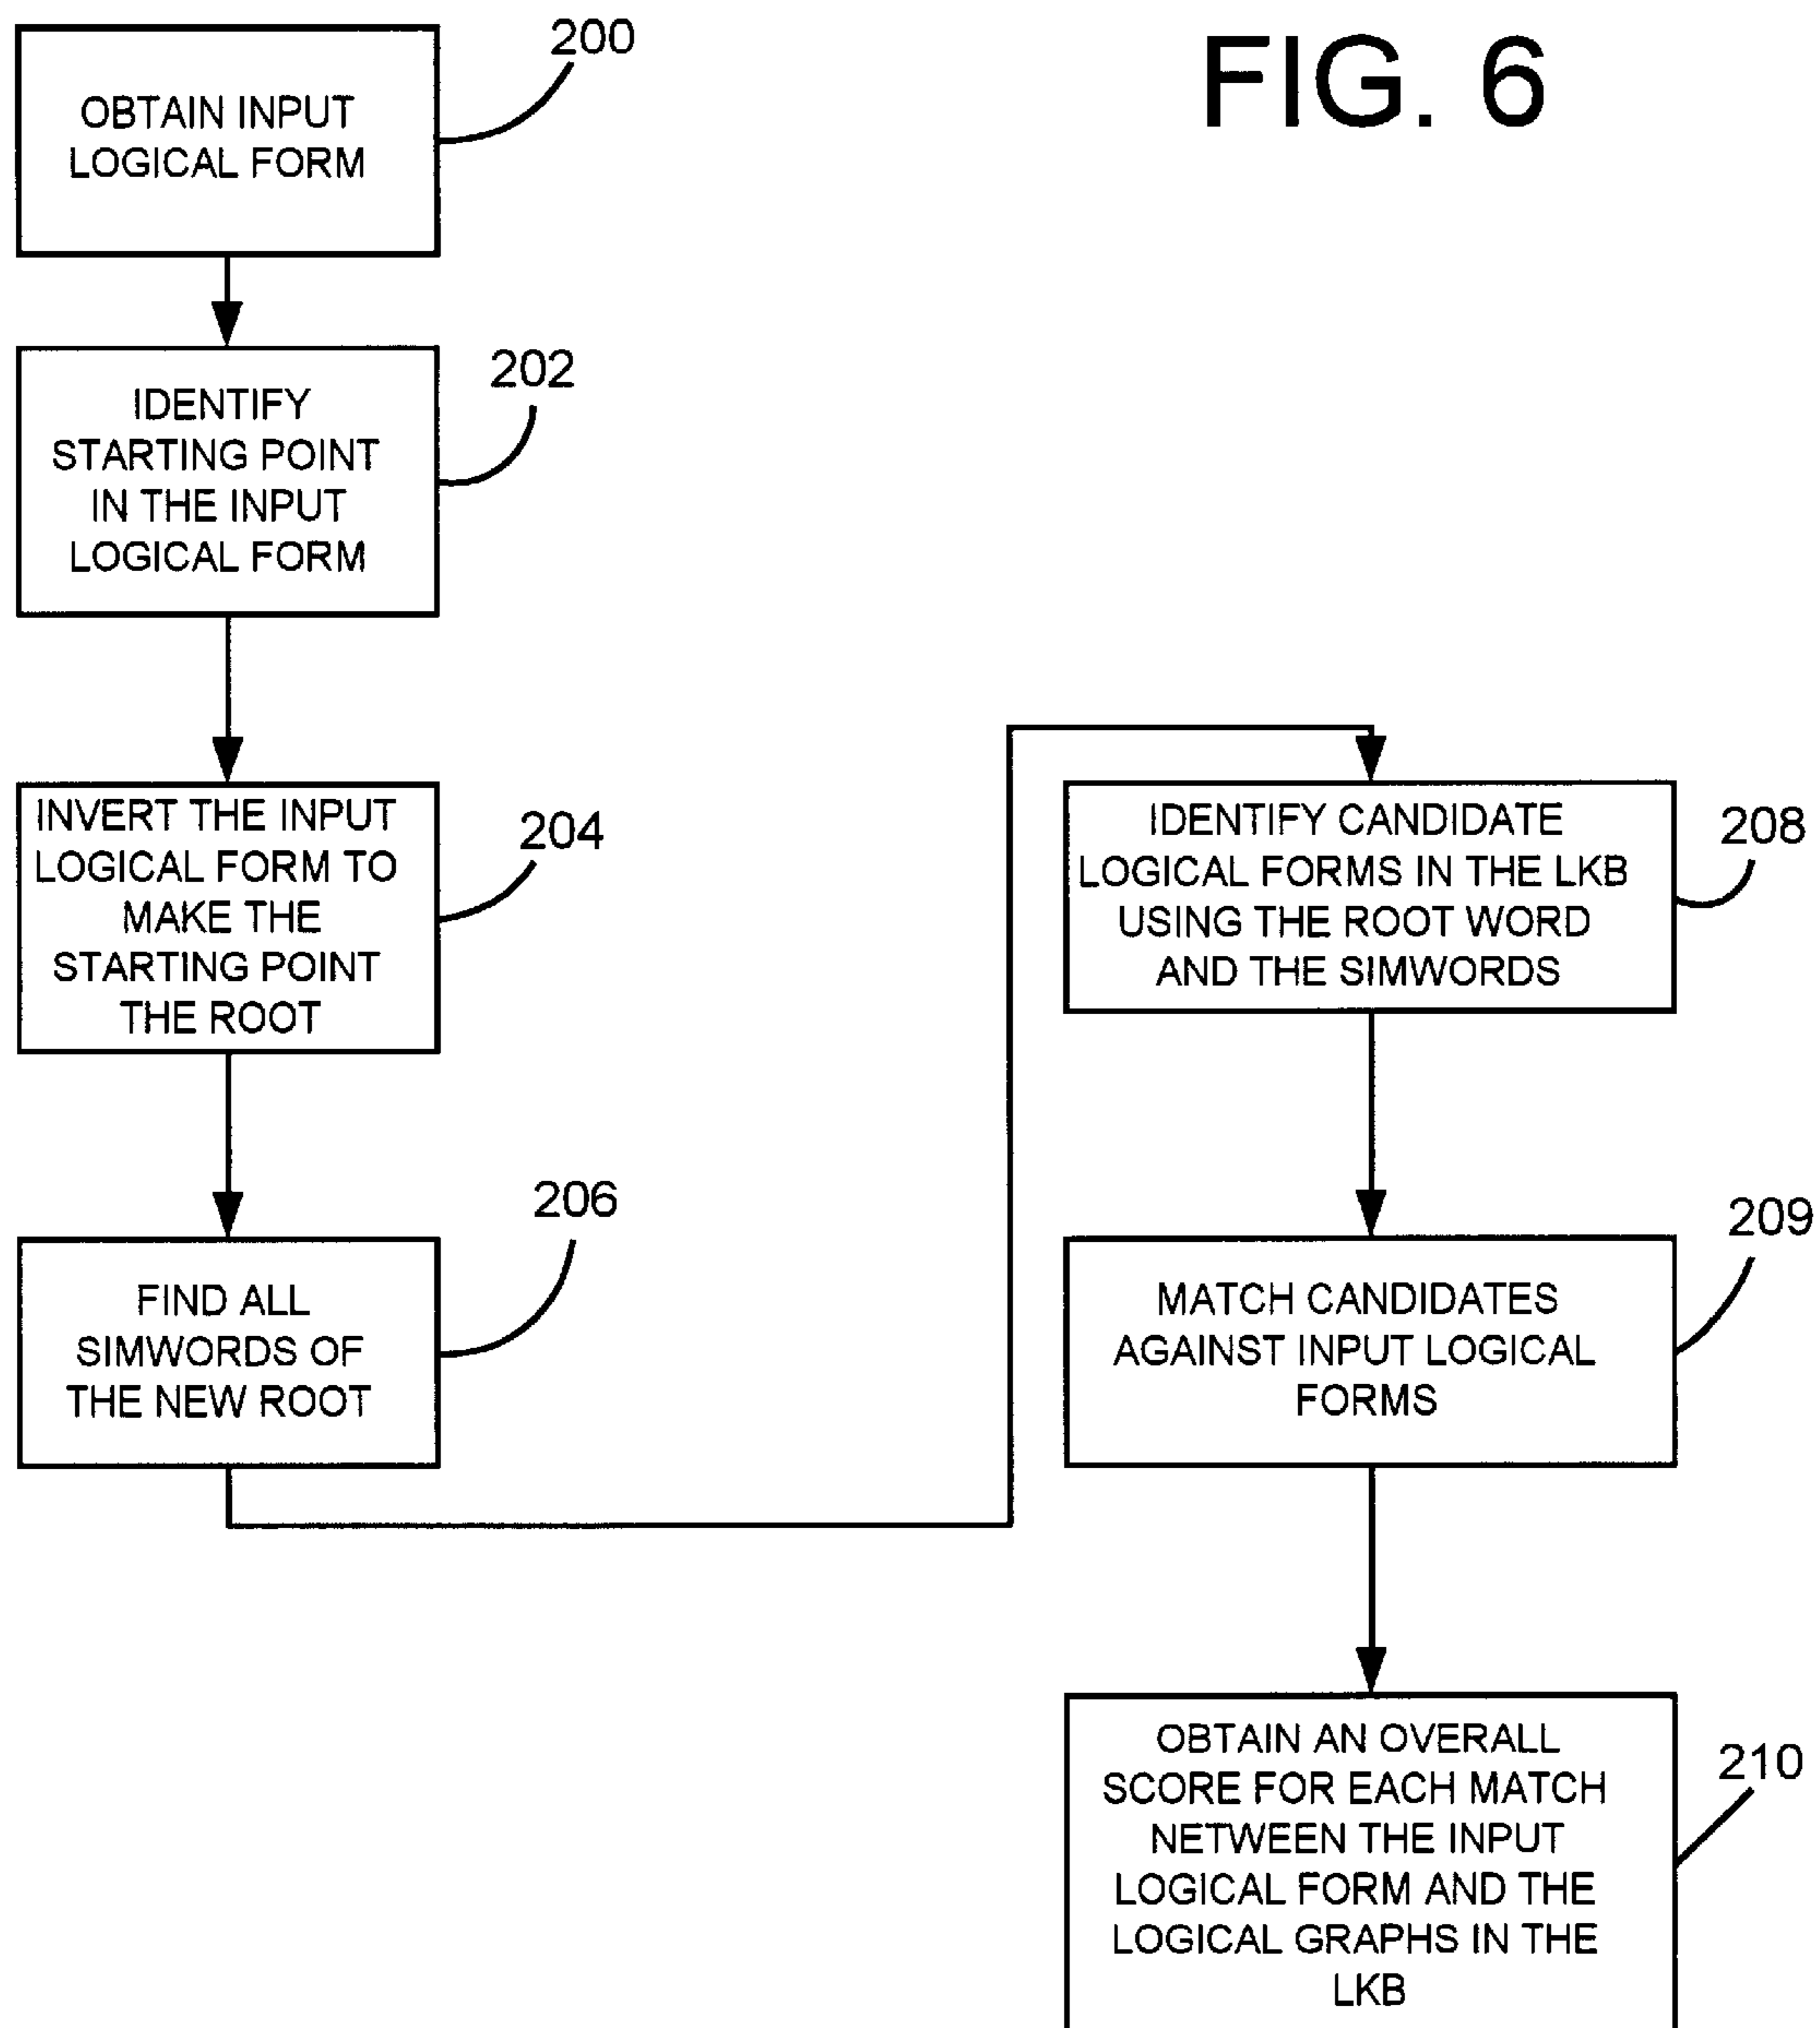 FIG. 6
200
OBTAIN INPUT
LOGICAL FORM
202
IDENTIFY
STARTING POINT
IN THE INPUT
LOGICAL FORM
204
INVERT THE INPUT
LOGICAL FORM TO
MAKE THE
STARTING POINT
THE ROOT
206
FIND ALL
SIMWORDS OF
THE NEW ROOT
208
IDENTIFY CANDIDATE
LOGICAL FORMS IN THE LKB
USING THE ROOT WORD
AND THE SIMWORDS
209
MATCH CANDIDATES
AGAINST INPUT LOGICAL
FORMS
210
OBTAIN AN OVERALL
SCORE FOR EACH MATCH
NETWEEN THE INPUT
LOGICAL FORM AND THE
LOGICAL GRAPHS IN THE
LKB